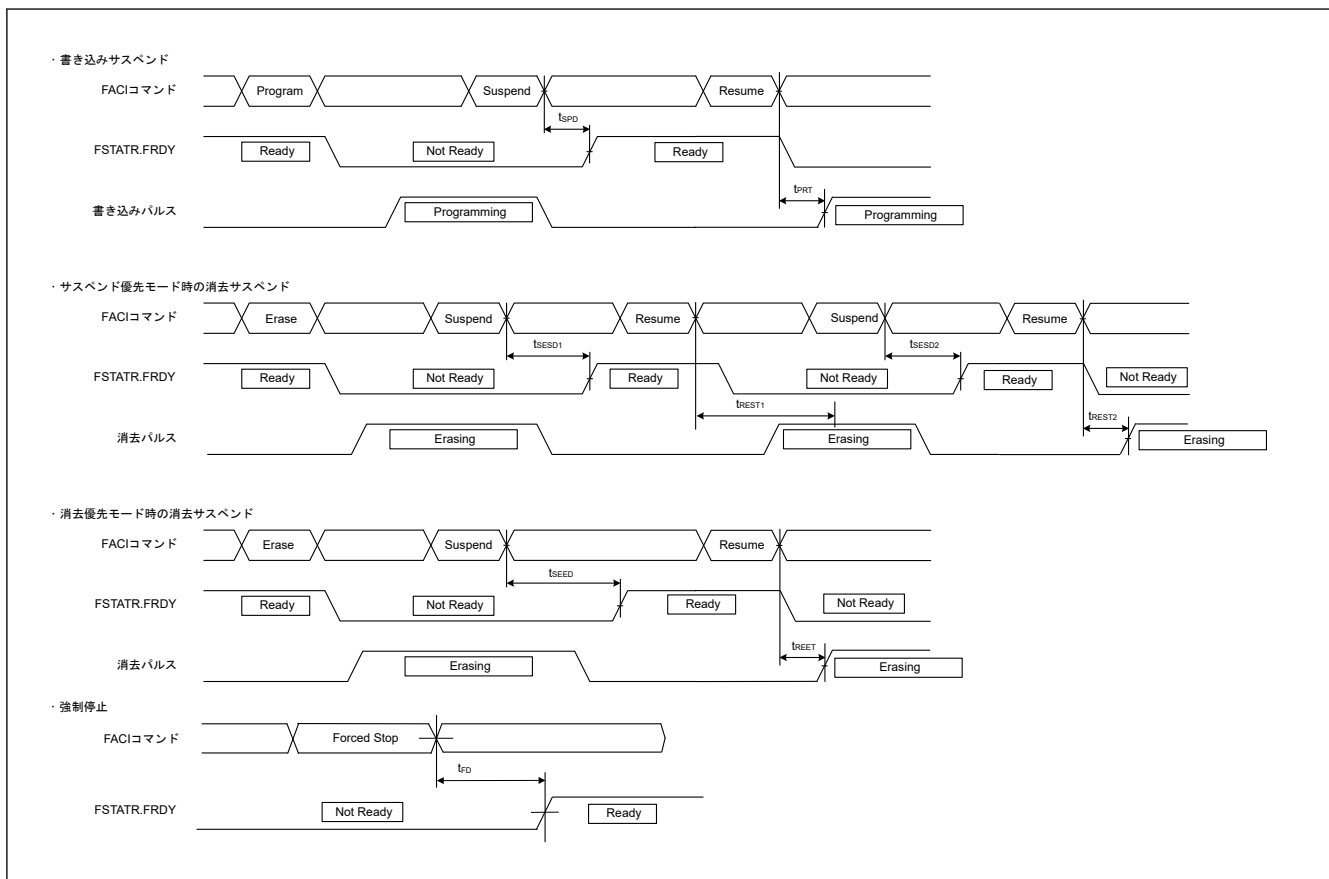 ・書き込みサスペンド
FACIコマンド Program Suspend Resume
tSPD
FSTATR.FRDY Ready Not Ready Ready
tPRT
書き込みパルス Programming Programming
・サスペンド優先モード時の消去サスペンド
FACIコマンド Erase Suspend Resume Suspend Resume
tSESD1 tSESD2
FSTATR.FRDY Ready Not Ready Ready Not Ready Ready Not Ready
tREST1 tREST2
消去パルス Erasing Erasing Erasing
・消去優先モード時の消去サスペンド
FACIコマンド Erase Suspend Resume
tSEED
FSTATR.FRDY Ready Not Ready Ready Not Ready
tREET
消去パルス Erasing Erasing
・強制停止
FACIコマンド Forced Stop
tFD
FSTATR.FRDY Not Ready Ready